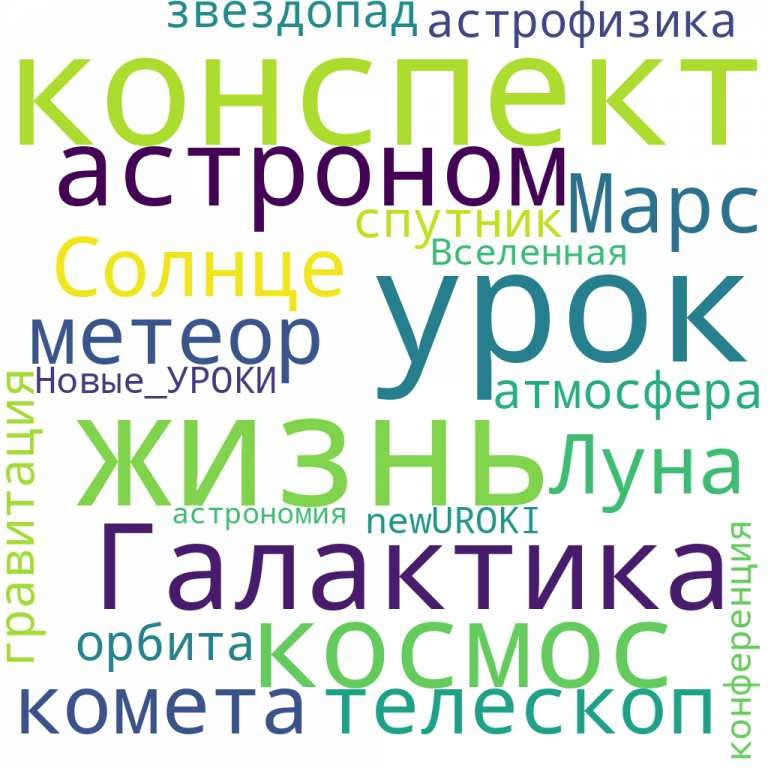 звездопад
астрофизика
конспект
астроном
Марс
спутник
Вселенная
Солнце
урок
метеор
Новые_УРОКИ
атмосфера
гравитация
жизнь
Луна
астрономия
newUROKI
Галактика
конференция
орбита
космос
комета
телескоп